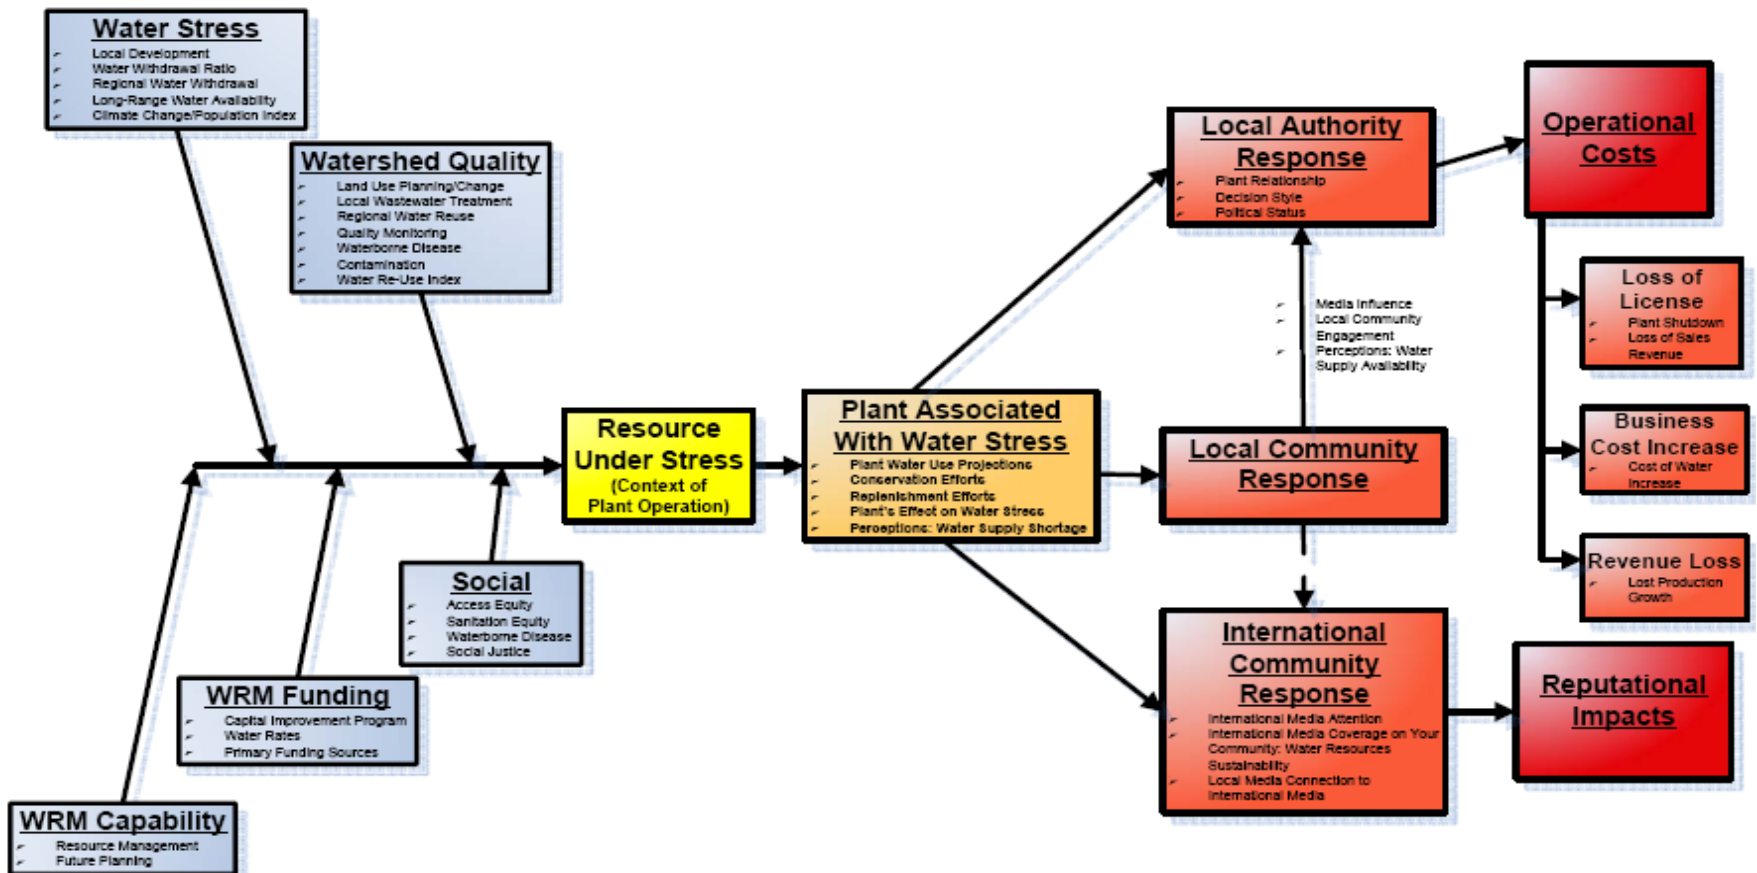 Water Stress
Local Development
Water Withdrawal Ratio
Regional Water Withdrawal
Long-Range Water Availability
Climate Change/Population Index
Watershed Quality
Land Use Planning/Change
Local Wastewater Treatment
Regional Water Reuse
Quality Monitoring
Waterborne Disease
Contamination
Water Re-Use Index
Resource
Under Stress
(Context of
Plant Operation)
Social
Access Equity
Sanitation Equity
Waterborne Disease
Social Justice
WRM Funding
Capital Improvement Program
Water Rates
Primary Funding Sources
WRM Capability
Resource Management
Future Planning
Plant Associated
With Water Stress
Plant Water Use Projections
Conservation Efforts
Replenishment Efforts
Plant's Effect on Water Stress
Perceptions: Water Supply Shortage
Local Authority
Response
Plant Relationship
Decision Style
Political Status
Media Influence
Local Community
Engagement
Perceptions: Water
Supply Availability
Local Community
Response
International
Community
Response
International Media Attention
International Media Coverage on Your
Community: Water Resources
Sustainability
Local Media Connection to
International Media
Operational
Costs
Loss of
License
Plant Shutdown
Loss of Sales
Revenue
Business
Cost Increase
Cost of Water
Increase
Revenue Loss
Lost Production
Growth
Reputational
Impacts